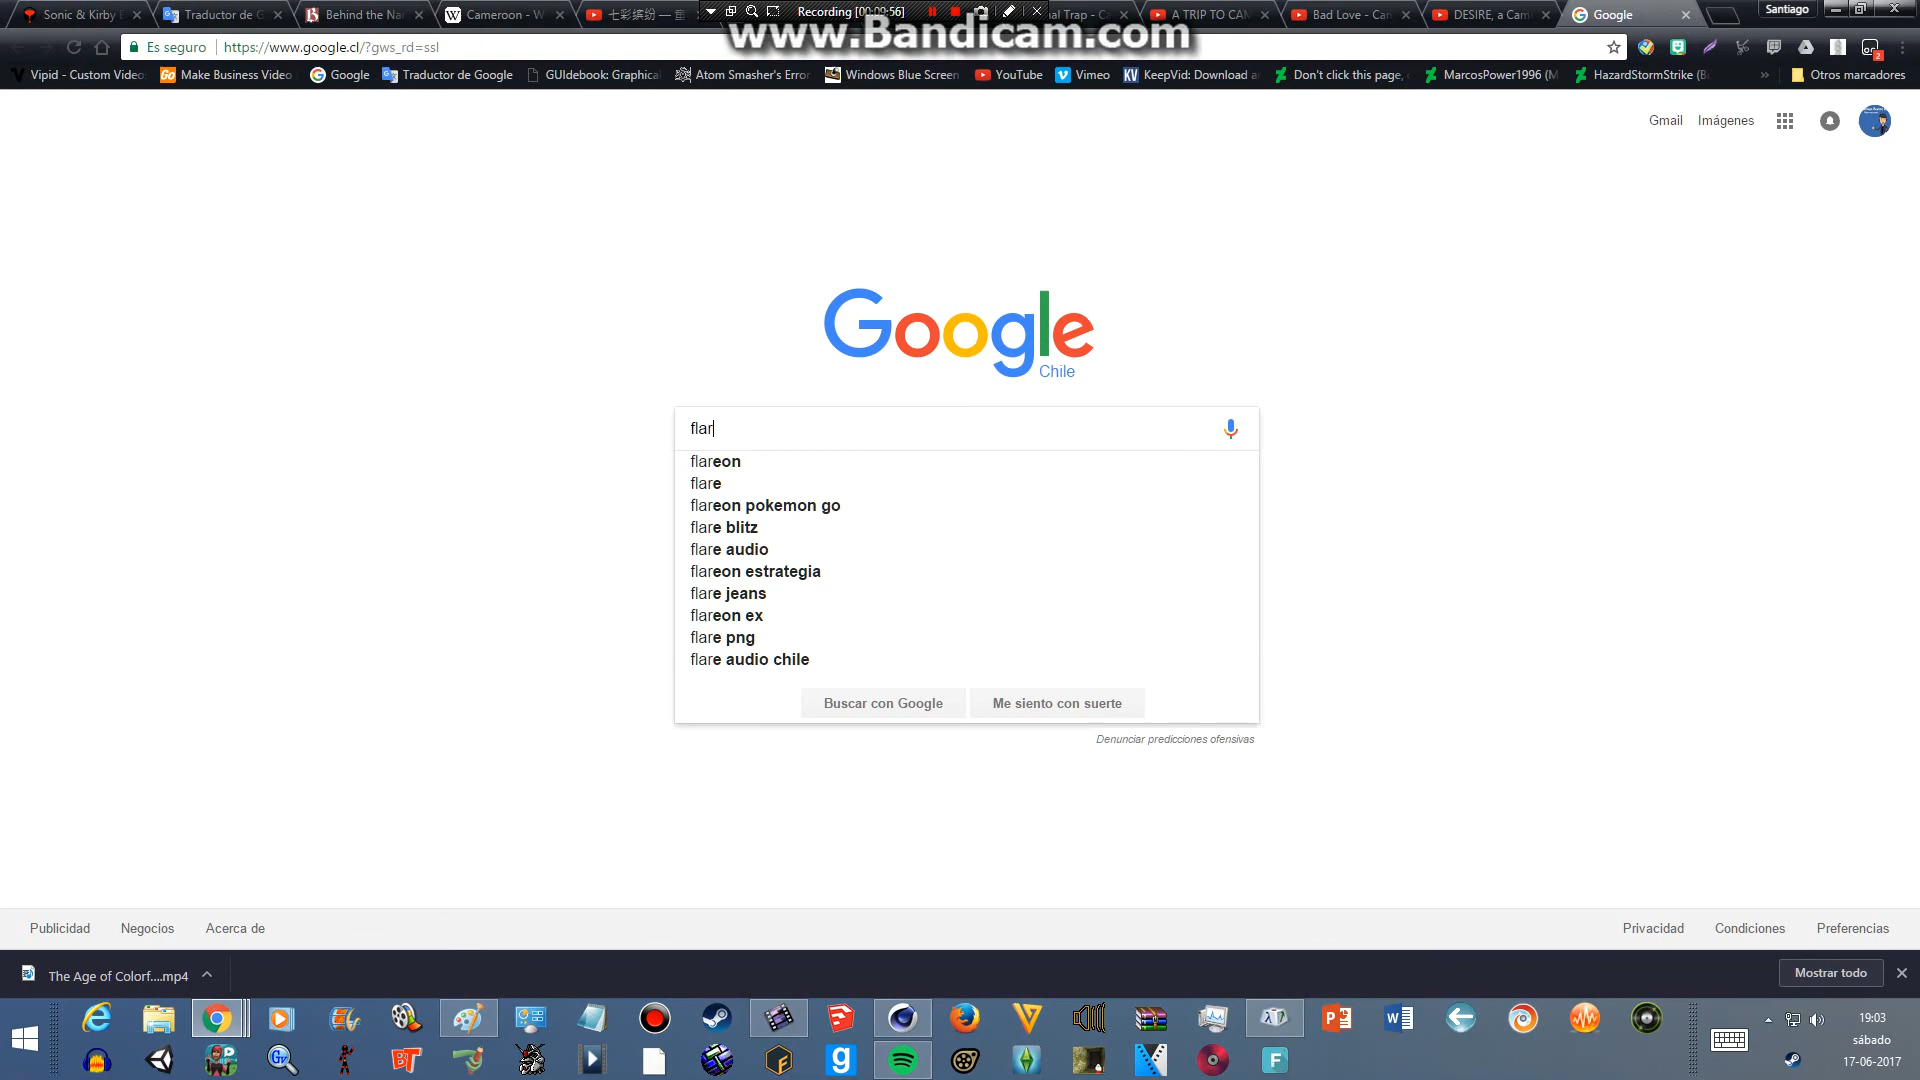 Sonic & Kirby E
Traductor de G
Behind the Na
Cameroon - W
七彩缤纷 —
Recording [00:09:56]
al Trap - Ca
A TRIP TO CAN
Bad Love - Can
DESIRE, a Cam
Google
Santiago
www.Bandicam.com
Es seguro
https://www.google.cl/?gws_rd=ssl
Vipid - Custom Video
Make Business Video
Google
Traductor de Google
GUIdebook: Graphical
Atom Smasher's Error
Windows Blue Screen
YouTube
Vimeo
KeepVid: Download a
Don't click this page,
MarcosPower1996 (M
HazardStormStrike (B
Otros marcadores
Gmail
Imágenes
Google
Chile
flar
flareon
flare
flareon pokemon go
flare blitz
flare audio
flareon estrategia
flare jeans
flareon ex
flare png
flare audio chile
Buscar con Google
Me siento con suerte
Denunciar predicciones ofensivas
Publicidad
Negocios
Acerca de
Privacidad
Condiciones
Preferencias
The Age of Colorf....mp4
Mostrar todo
19:03
sábado
17-06-2017